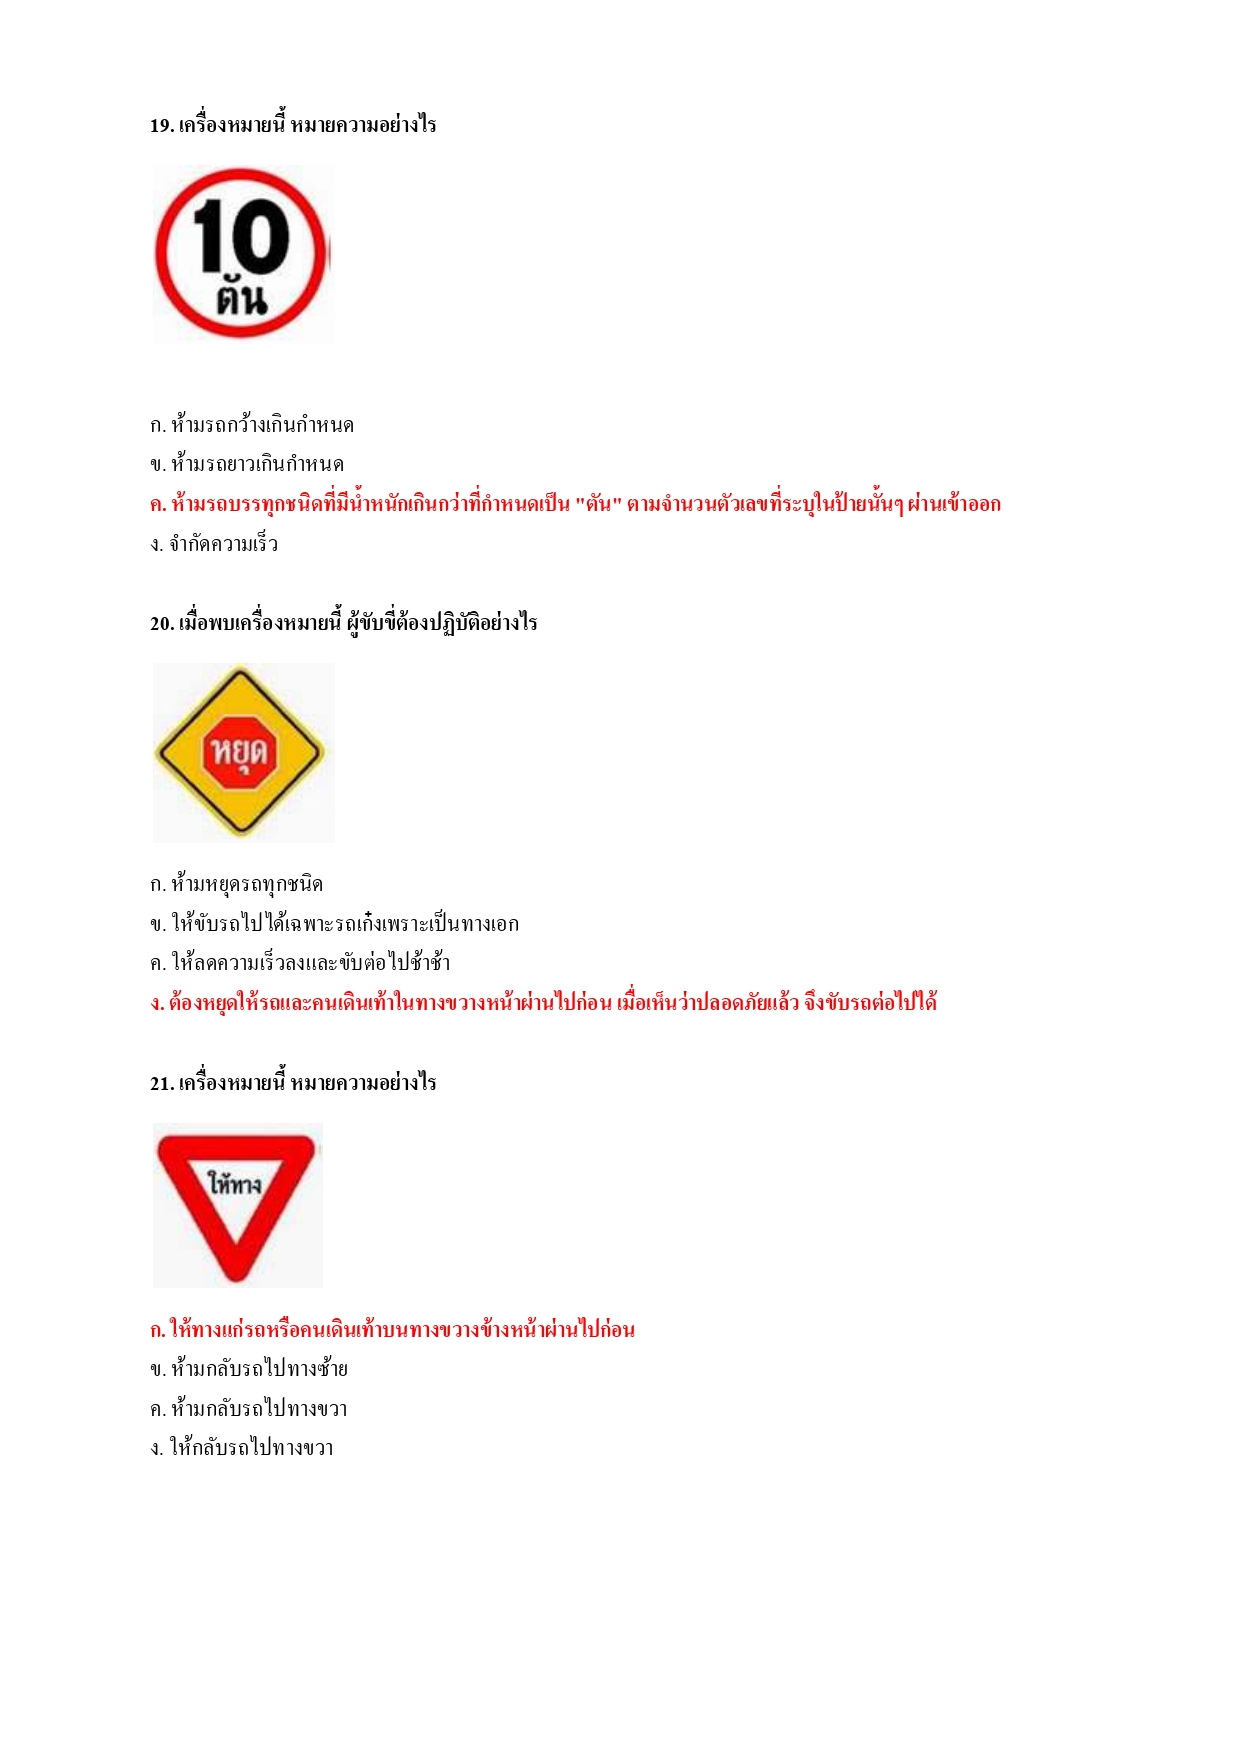 19. เครื่องหมายนี้ หมายความอย่างไร
10
ตัน
ก. ห้ามรถกว้างเกินกำหนด
ข. ห้ามรถยาวเกินกำหนด
ค. ห้ามรถบรรทุกชนิดที่มีน้ำหนักเกินกว่าที่กำหนดเป็น "ตัน" ตามจำนวนตัวเลขที่ระบุในป้ายนั้นๆ ผ่านเข้าออก
ง. จำกัดความเร็ว
20. เมื่อพบเครื่องหมายนี้ ผู้ขับขี่ต้องปฏิบัติอย่างไร
หยุด
ก. ห้ามหยุดรถทุกชนิด
ข. ให้ขับรถไปได้เฉพาะรถเก๋งเพราะเป็นทางเอก
ค. ให้ลดความเร็วลงและขับต่อไปช้าช้า
ง. ต้องหยุดให้รถและคนเดินเท้าในทางขวางหน้าผ่านไปก่อน เมื่อเห็นว่าปลอดภัยแล้ว จึงขับรถต่อไปได้
21. เครื่องหมายนี้ หมายความอย่างไร
ให้ทาง
ก. ให้ทางแก่รถหรือคนเดินเท้าบนทางขวางข้างหน้าผ่านไปก่อน
ข. ห้ามกลับรถไปทางซ้าย
ค. ห้ามกลับรถไปทางขวา
ง. ให้กลับรถไปทางขวา